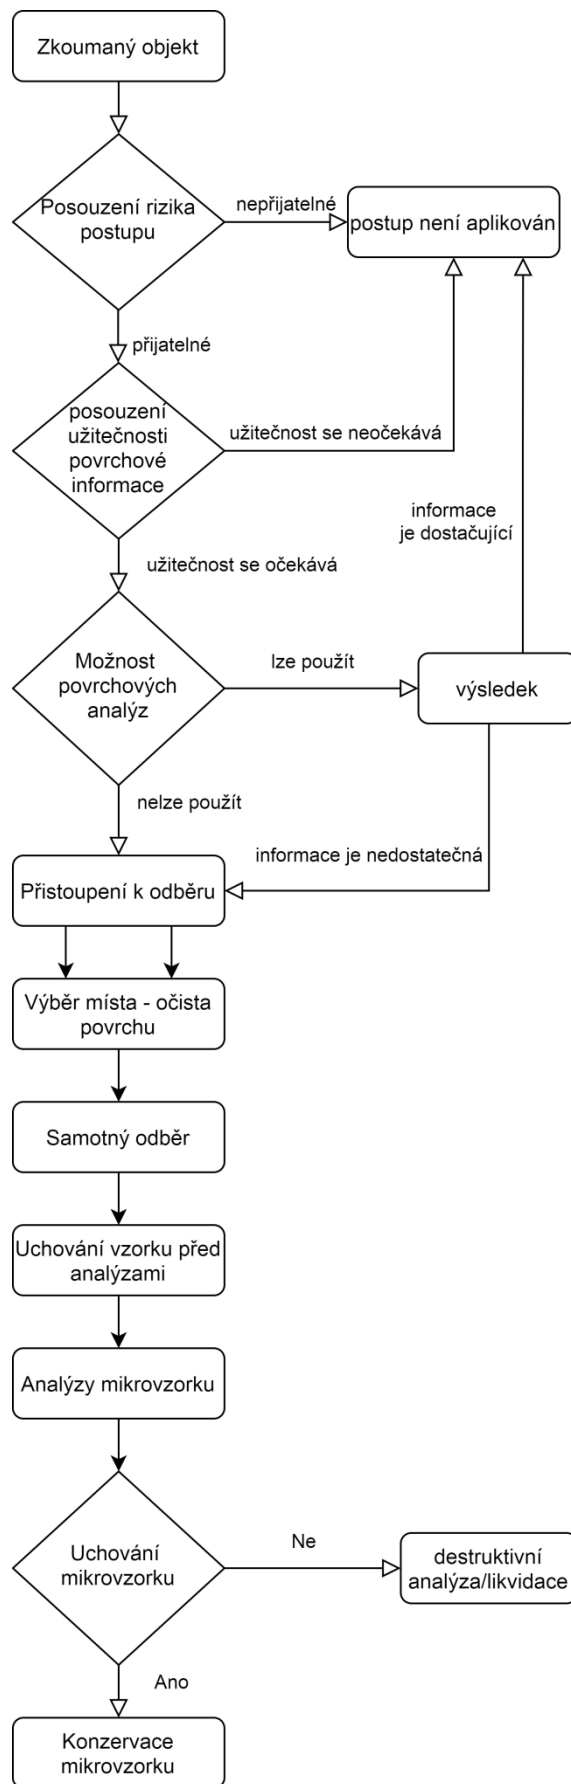 Zkoumaný objekt
Posouzení rizika
postupu
nepřijatelné
postup není aplikován
přijatelné
posouzení
užitečnosti
povrchové
informace
užitečnost se neočekává
informace
je dostačující
užitečnost se očekává
Možnost
povrchových
analýz
lze použít
výsledek
nelze použít
informace je nedostatečná
Přistoupení k odběru
Výběr místa - očista
povrchu
Samotný odběr
Uchování vzorku před
analýzami
Analýzy mikrovzorku
Uchování
mikrovzorku
Ne
destruktivní
analýza/likvidace
Ano
Konzervace
mikrovzorku